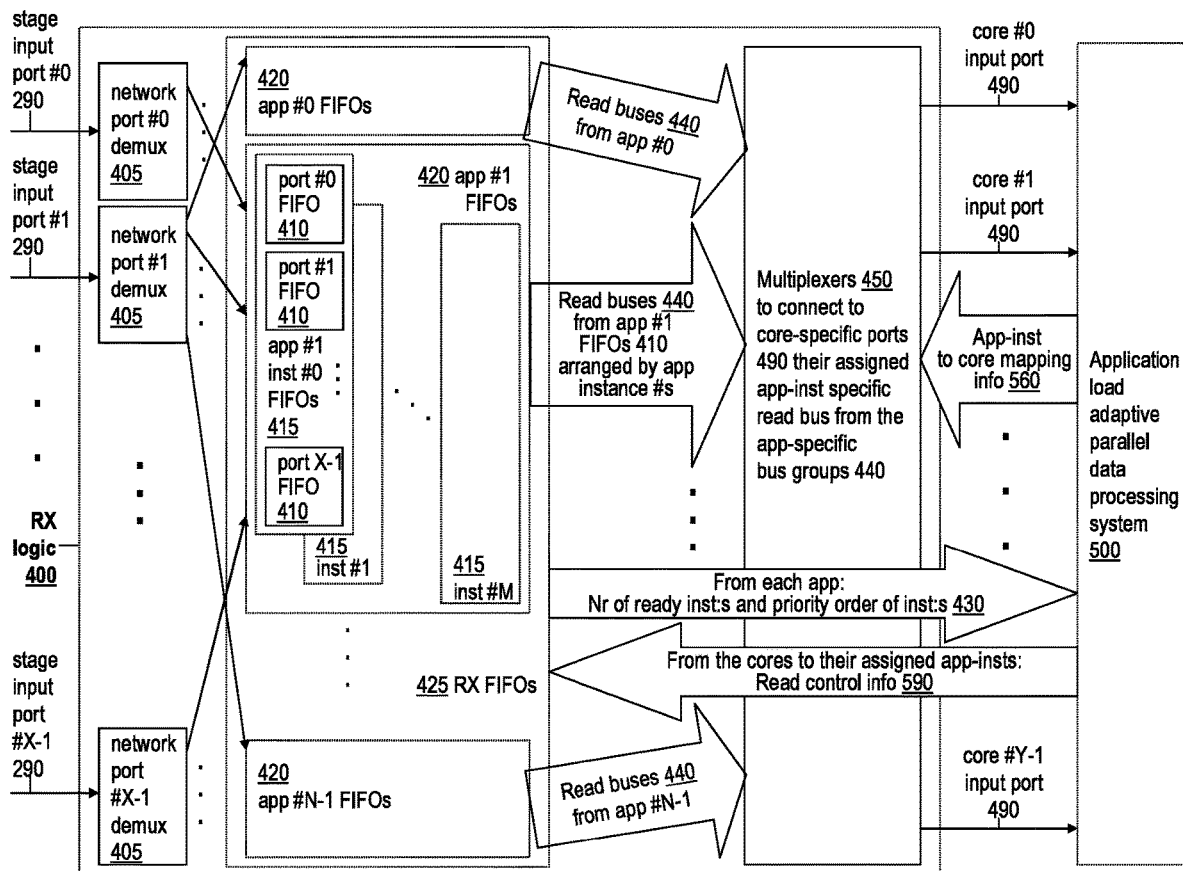 stage
input
port #0
290
network
port #0
demux
405
stage
input
port #1
290
network
port #1
demux
405
RX
logic
400
stage
input
port
#X-1
290
network
port
#X-1
demux
405
420
app #0 FIFOs
420 app #1
FIFOs
port #0
FIFO
410
port #1
FIFO
410
app #1
inst #0
FIFOs
415
port X-1
FIFO
410
415
inst #1
415
inst #M
425 RX FIFOs
420
app #N-1 FIFOs
Read buses 440
from app #0
Read buses 440
from app #1
FIFOs 410
arranged by app
instance #s
Read buses 440
from app #N-1
Multiplexers 450
to connect to
core-specific ports
490 their assigned
app-inst specific
read bus from the
app-specific
bus groups 440
From each app:
Nr of ready inst:s and priority order of inst:s 430
From the cores to their assigned app-insts:
Read control info 590
core #0
input port
490
core #1
input port
490
App-inst
to core mapping
info 560
core #Y-1
input port
490
Application
load
adaptive
parallel
data
processing
system
500